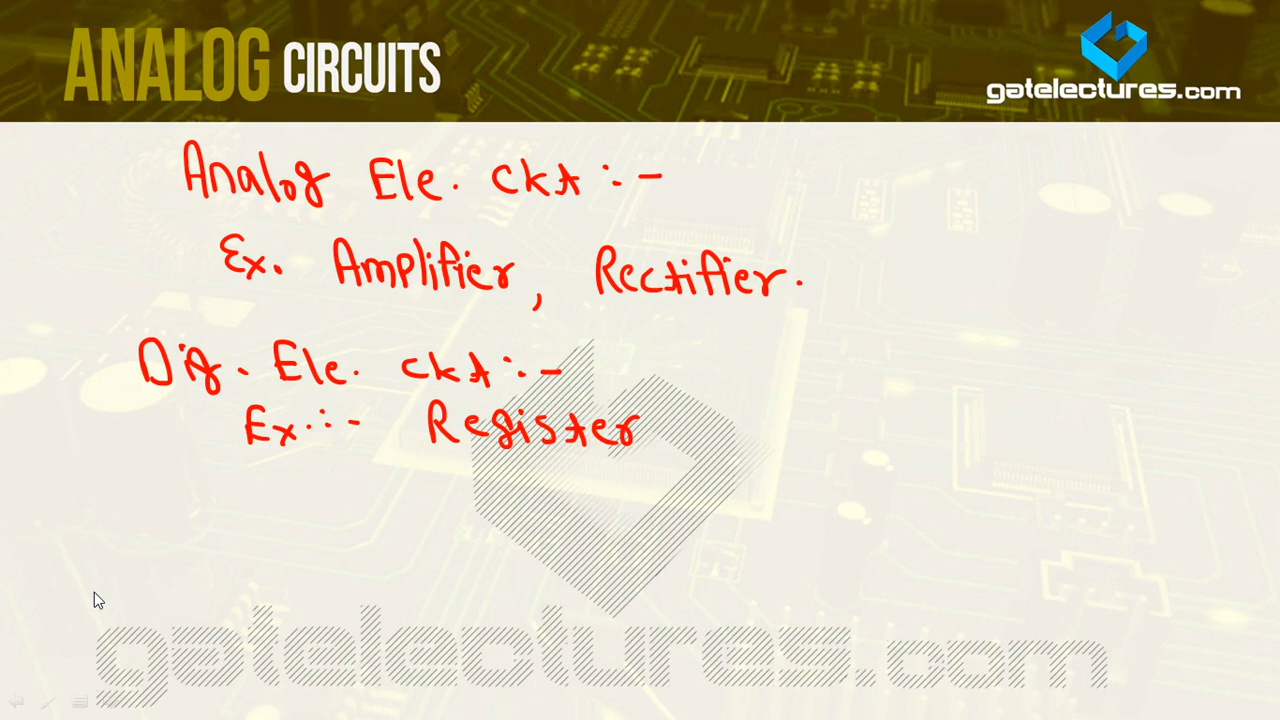 ANALOG CIRCUITS
gatelectures.com
Analog Ele. Ckt :-
Ex. Amplifier, Rectifier.
Dig. Ele. ckt :-
Ex. :- Register
gatelectures.com